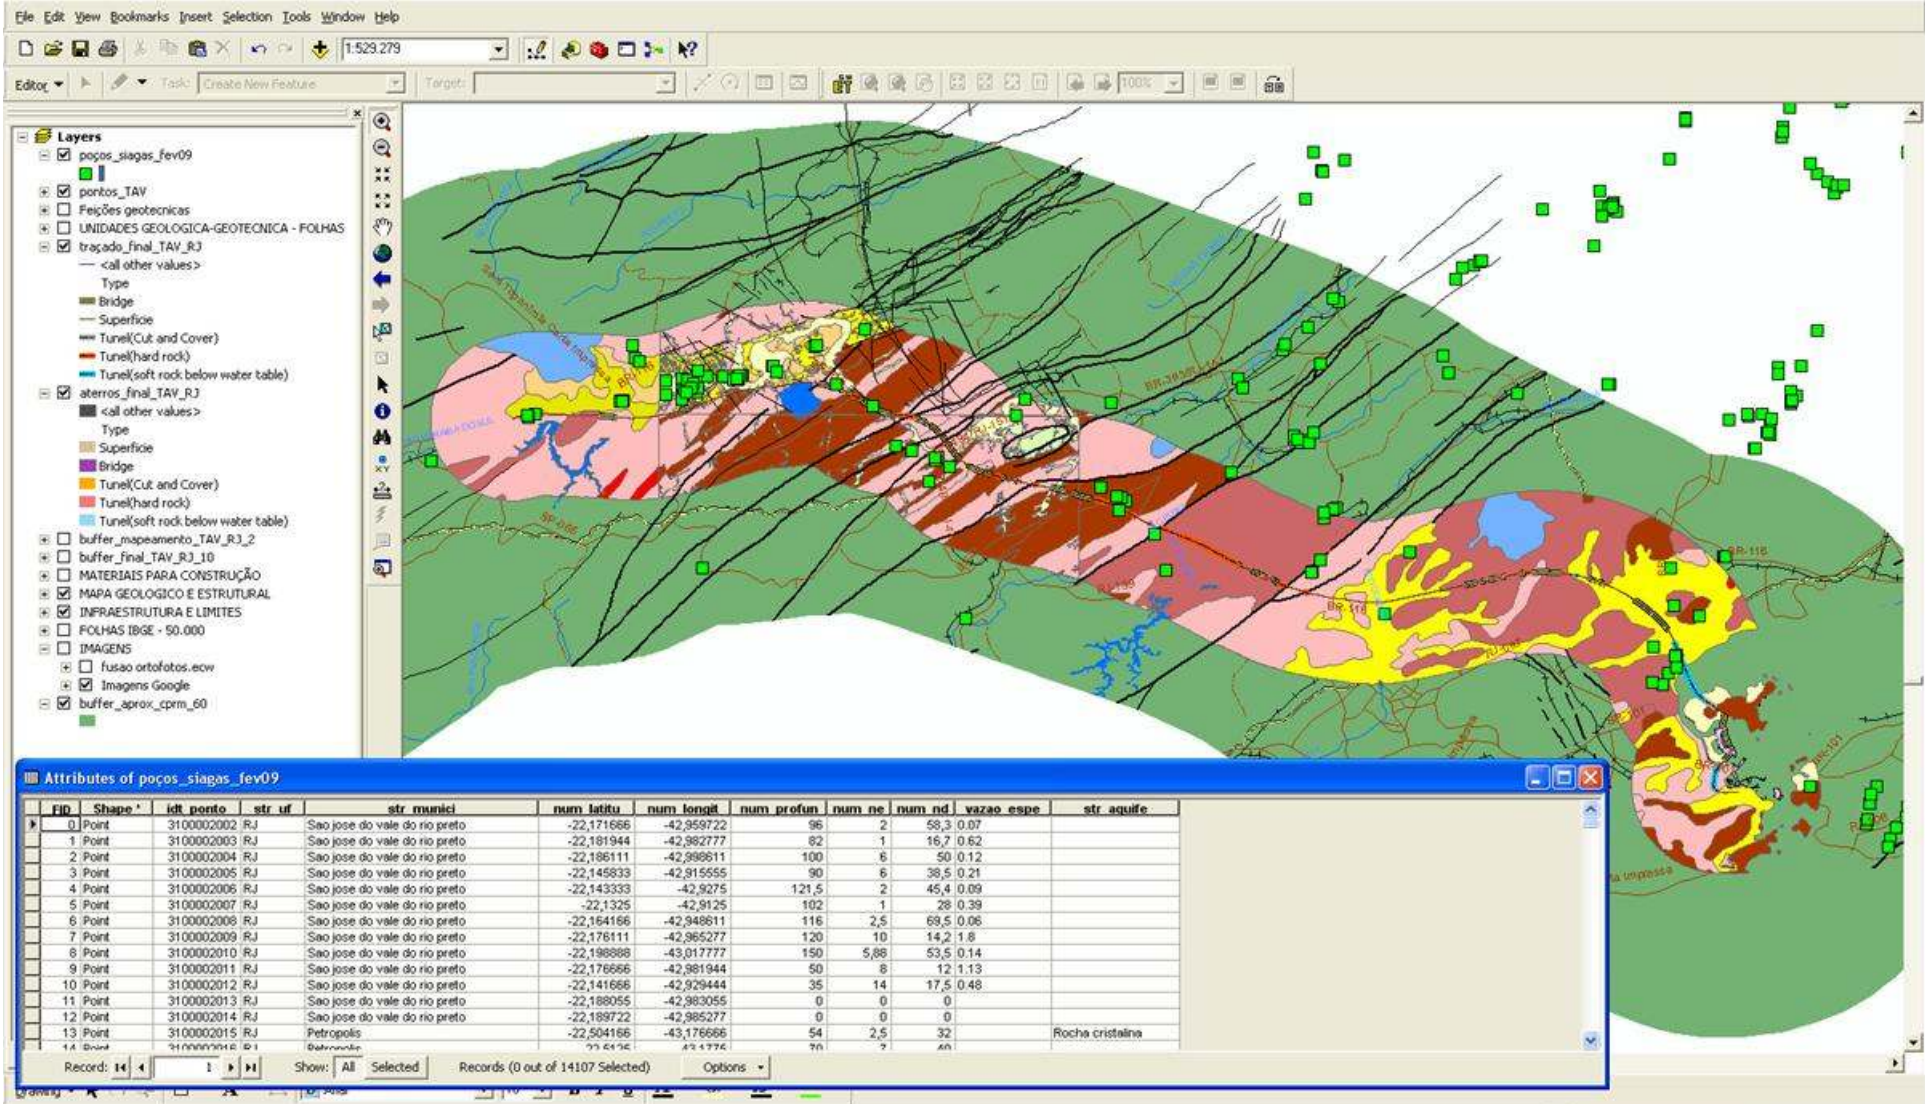 File Edit View Bookmarks Insert Selection Tools Window Help
1:529.279
Editor Task: Create New Feature Target: 100%
Layers
poços_siagas_fev09
pontos_TAV
Feições geotecnicas
UNIDADES GEOLOGICA-GEOTECNICA - FOLHAS
traçado_final_TAV_RJ
<all other values>
Type
Bridge
Superficie
Tunel(Cut and Cover)
Tunel(hard rock)
Tunel(soft rock below water table)
aterros_final_TAV_RJ
<all other values>
Type
Superficie
Bridge
Tunel(Cut and Cover)
Tunel(hard rock)
Tunel(soft rock below water table)
buffer_mapeamento_TAV_RJ_2
buffer_final_TAV_RJ_10
MATERIAIS PARA CONSTRUÇÃO
MAPA GEOLOGICO E ESTRUTURAL
INFRAESTRUTURA E LIMITES
FOLHAS IBGE - 50.000
IMAGENS
fusao ortofotos.ecw
Imagens Google
buffer_aprox_cprm_60
BR-116
BR-116
BR-101
Attributes of poços_siagas_fev09
FID Shape * idt_ponto str_uf str_munici num_latitu num_longit num_profun num_ne num_nd vazao_espe str_aquife
0 Point 3100002002 RJ Sao jose do vale do rio preto -22,171666 -42,959722 96 2 58,3 0.07
1 Point 3100002003 RJ Sao jose do vale do rio preto -22,181944 -42,982777 82 1 16,7 0.62
2 Point 3100002004 RJ Sao jose do vale do rio preto -22,186111 -42,998611 100 6 50 0.12
3 Point 3100002005 RJ Sao jose do vale do rio preto -22,145833 -42,915555 90 6 38,5 0.21
4 Point 3100002006 RJ Sao jose do vale do rio preto -22,143333 -42,9275 121,5 2 45,4 0.09
5 Point 3100002007 RJ Sao jose do vale do rio preto -22,1325 -42,9125 102 1 28 0.39
6 Point 3100002008 RJ Sao jose do vale do rio preto -22,164166 -42,948611 116 2,5 69,5 0.06
7 Point 3100002009 RJ Sao jose do vale do rio preto -22,176111 -42,965277 120 10 14,2 1.8
8 Point 3100002010 RJ Sao jose do vale do rio preto -22,198888 -43,017777 150 5,88 53,5 0.14
9 Point 3100002011 RJ Sao jose do vale do rio preto -22,176666 -42,981944 50 8 12 1.13
10 Point 3100002012 RJ Sao jose do vale do rio preto -22,141666 -42,929444 35 14 17,5 0.48
11 Point 3100002013 RJ Sao jose do vale do rio preto -22,188055 -42,983055 0 0 0
12 Point 3100002014 RJ Sao jose do vale do rio preto -22,189722 -42,985277 0 0 0
13 Point 3100002015 RJ Petropolis -22,504166 -43,176666 54 2,5 32 Rocha cristalina
14 Point 3100002016 RJ Petropolis -22,5125 -43,1775 70 7 40
Record: 1 Show: All Selected Records (0 out of 14107 Selected) Options